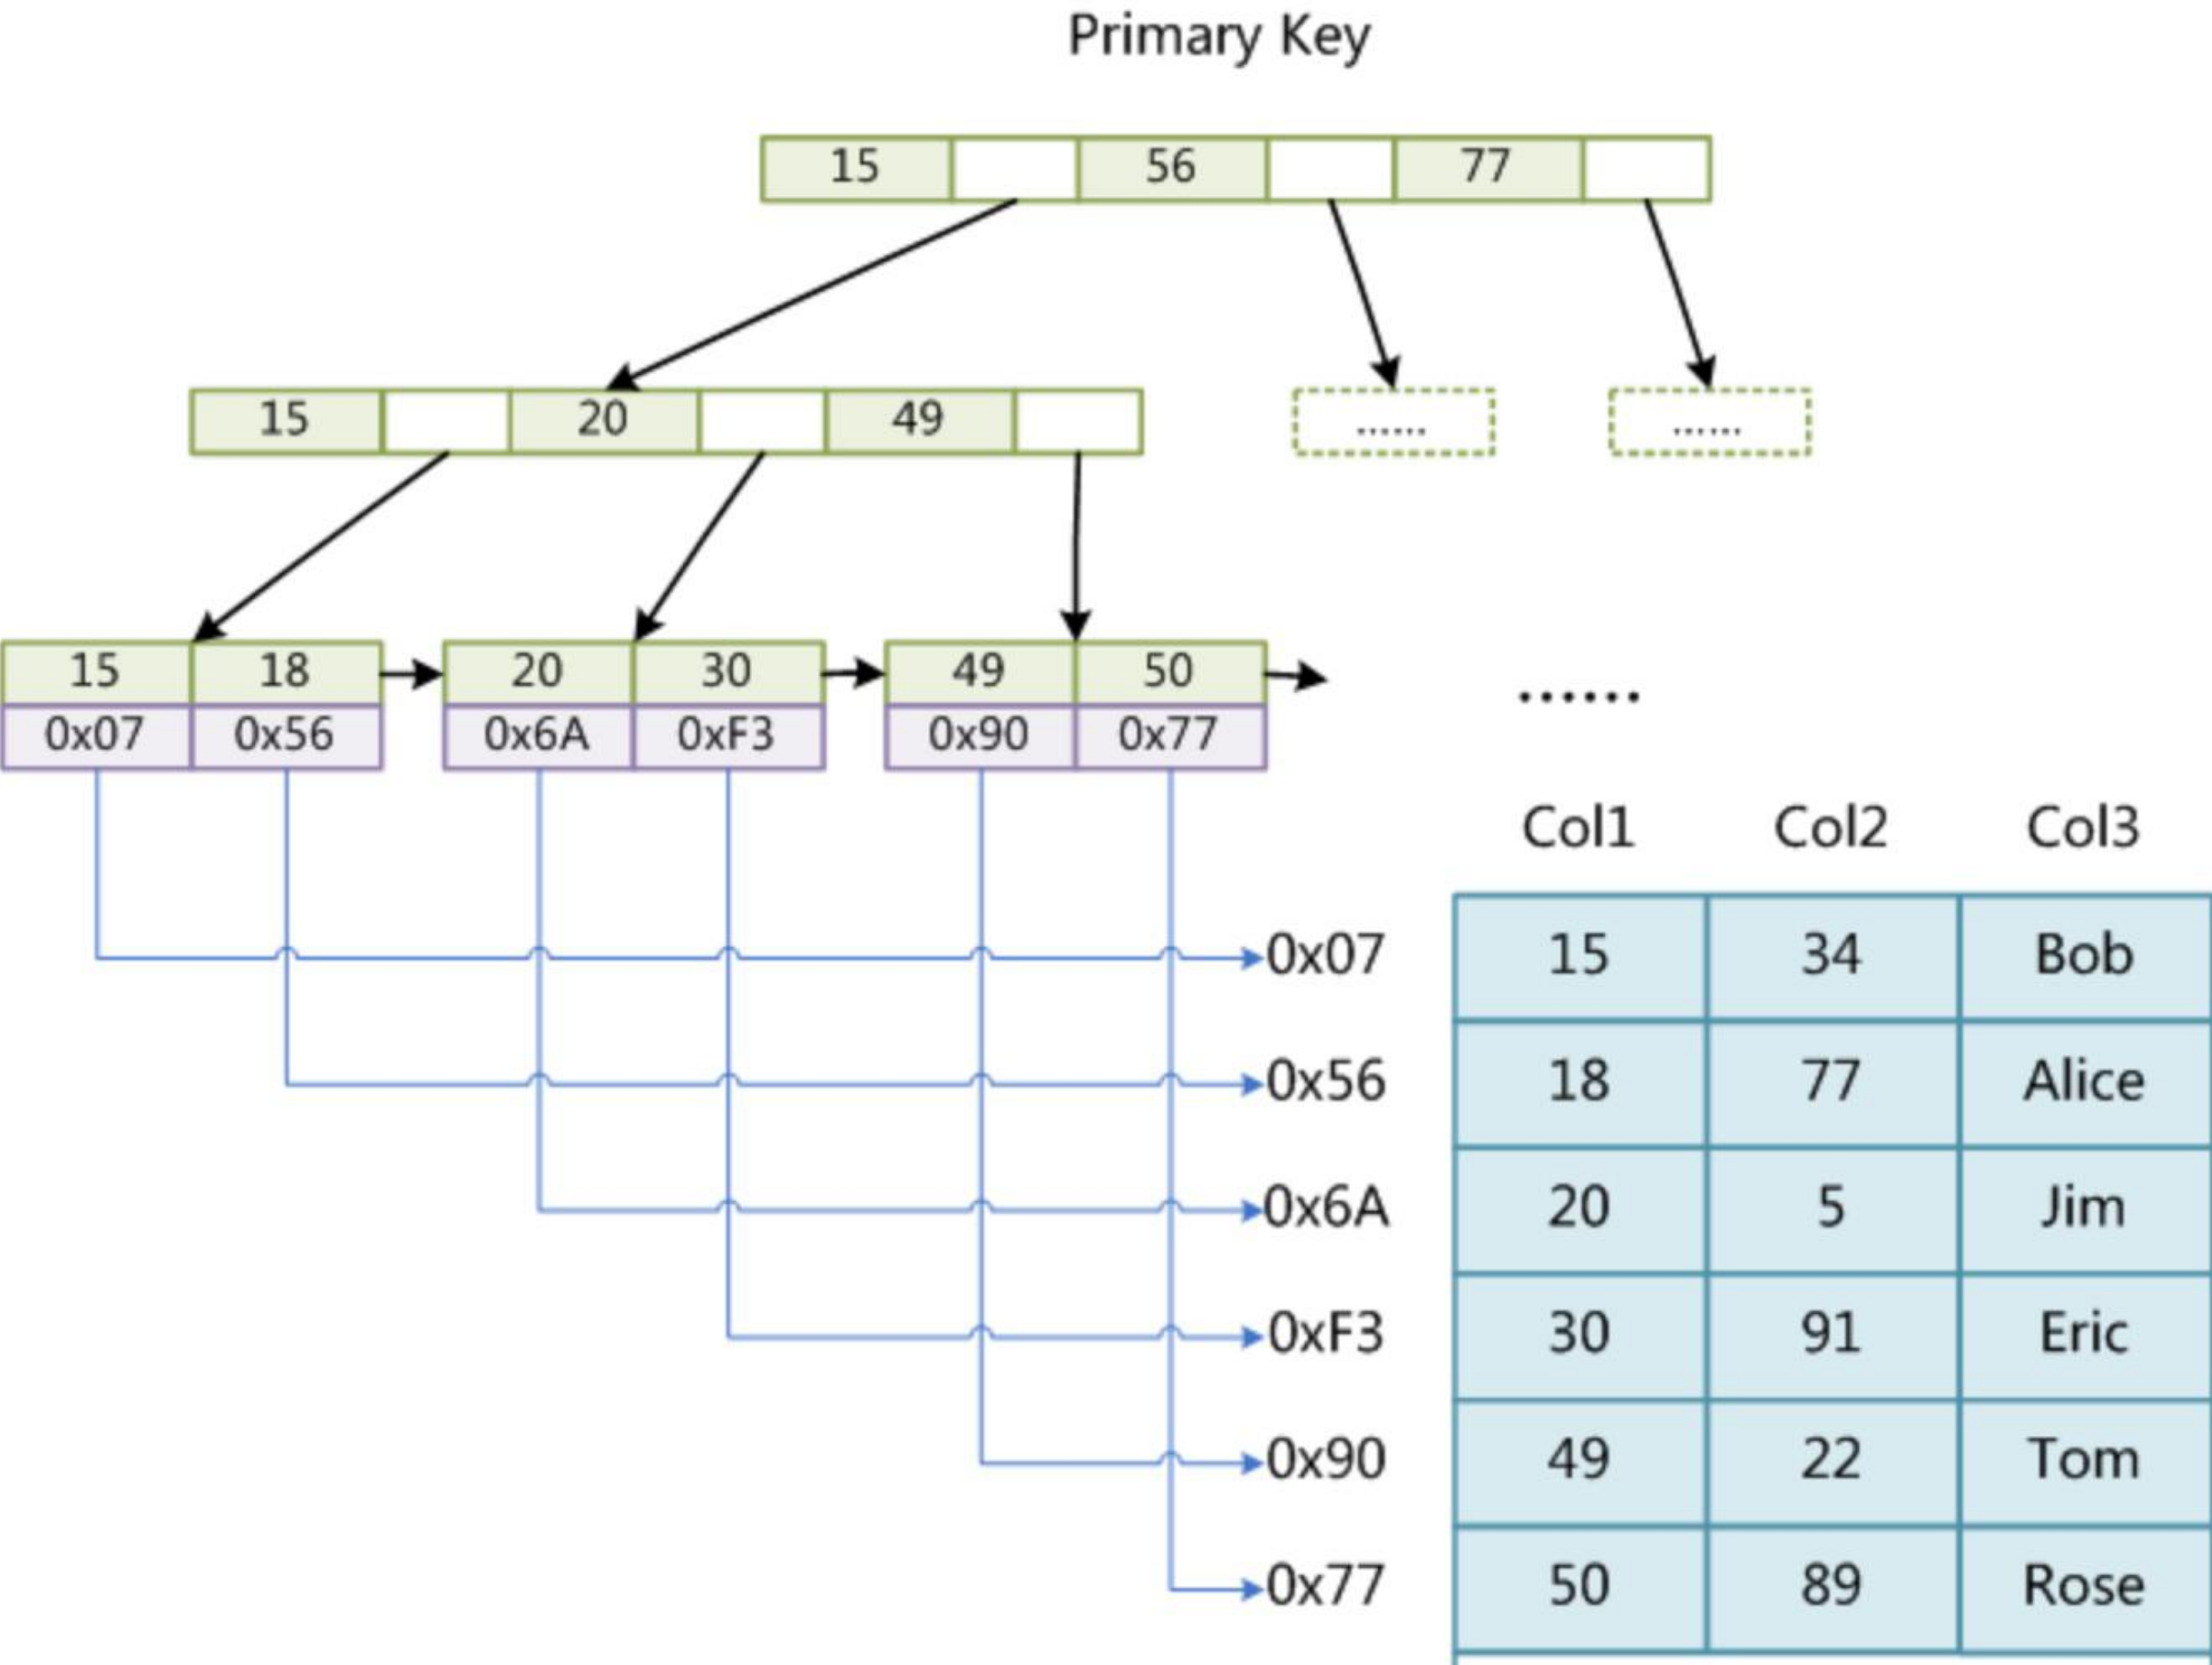 Primary Key
15 56 77
15 20 49
...... ......
15 18 20 30 49 50
......
0x07 0x56 0x6A 0xF3 0x90 0x77
Col1 Col2 Col3
0x07 15 34 Bob
0x56 18 77 Alice
0x6A 20 5 Jim
0xF3 30 91 Eric
0x90 49 22 Tom
0x77 50 89 Rose